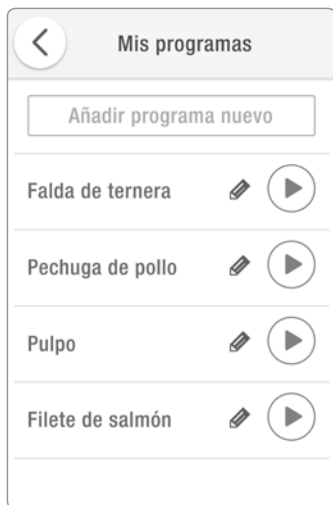 Mis programas
Añadir programa nuevo
Falda de ternera
Pechuga de pollo
Pulpo
Filete de salmón